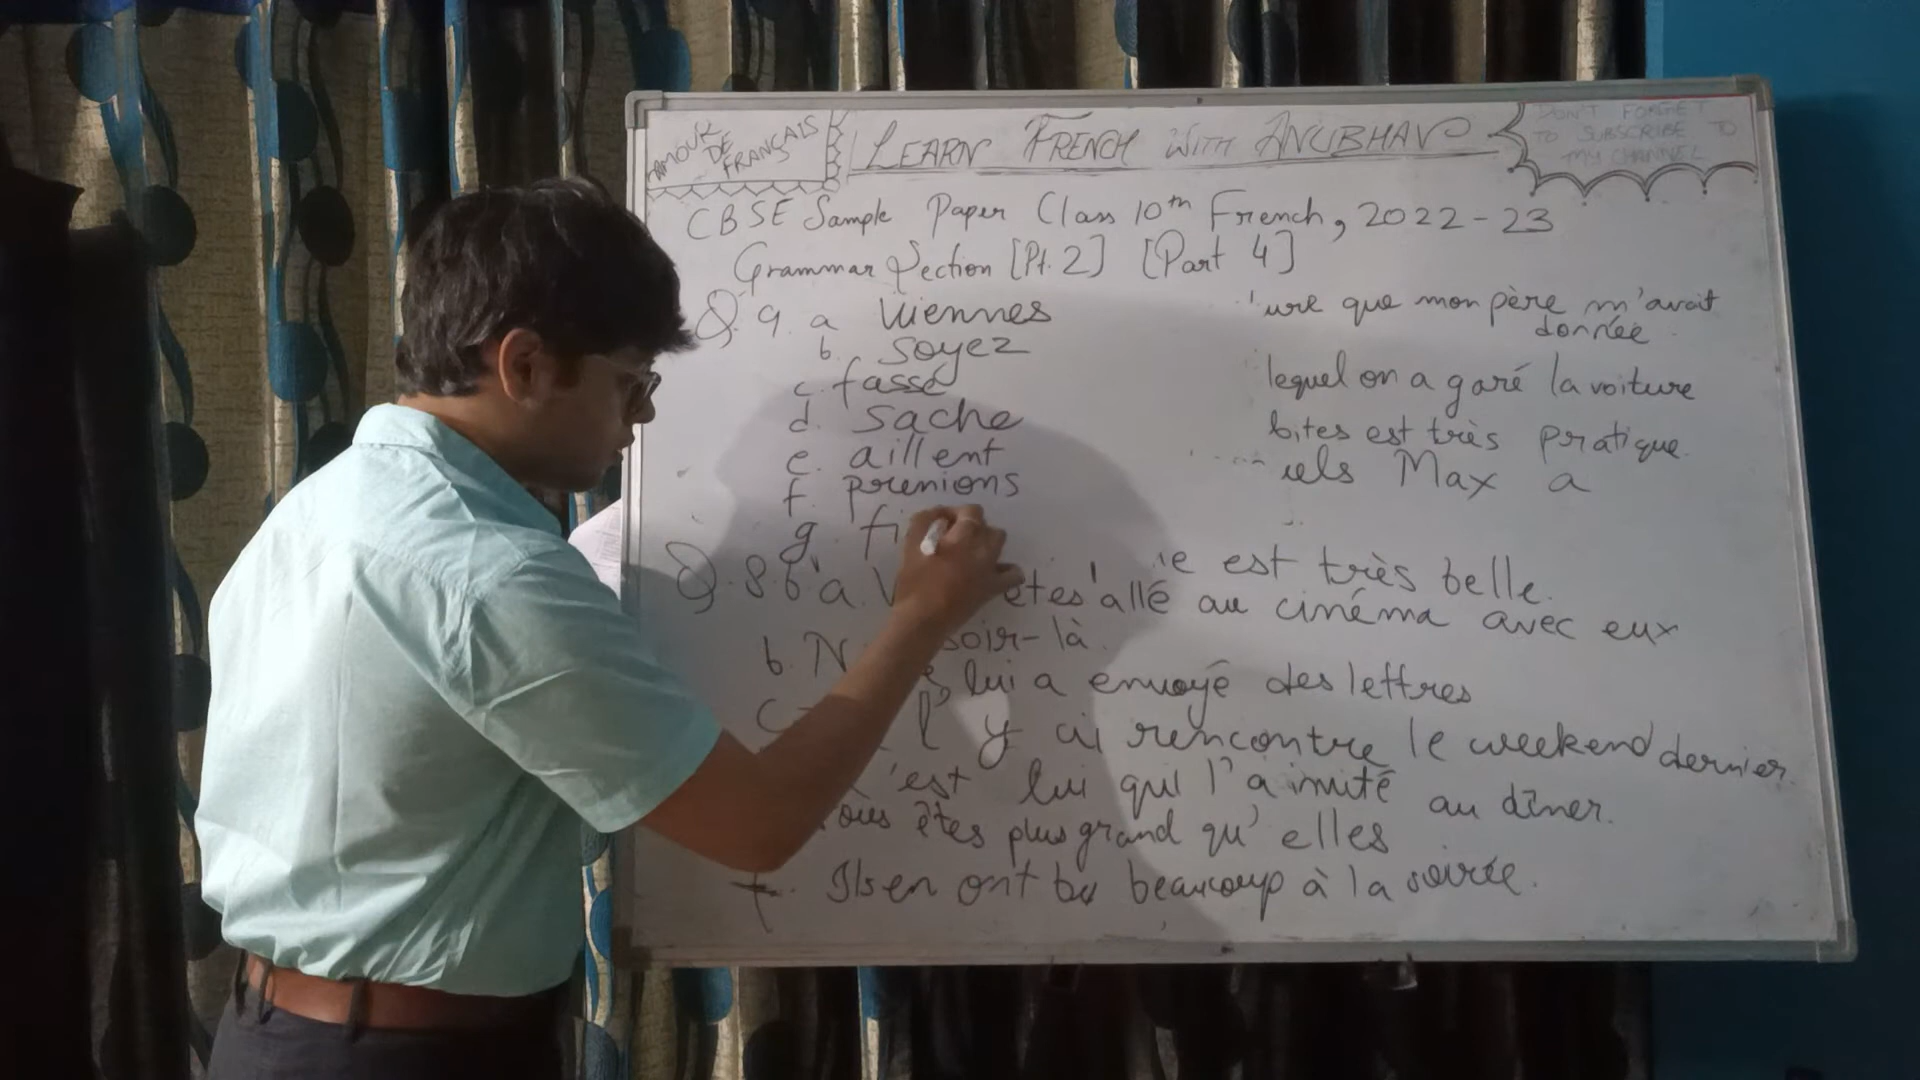 AMOUR DE FRANÇAIS
LEARN FRENCH WITH ANUBHAV
DON'T FORGET
TO SUBSCRIBE TO
MY CHANNEL
CBSE Sample Paper Class 10th French, 2022-23
Grammar Section [Pt. 2] [Part 4]
Q. 9. a Viennes
b. soyez
c. fasse
d. sache
e. aillent
f. prenions
g. fi
que mon père m'avait
donnée
lequel on a garé la voiture
est très pratique.
Max a
est très belle.
Q. 8 b a. êtes allé au cinéma avec eux
soir-là.
b. N lui a envoyé des lettres
c. l'y ai rencontre le weekend dernier.
'est lui qui l'a invité au dîner.
ous êtes plus grand qu'elles
f. Ils en ont bu beaucoup à la soirée.